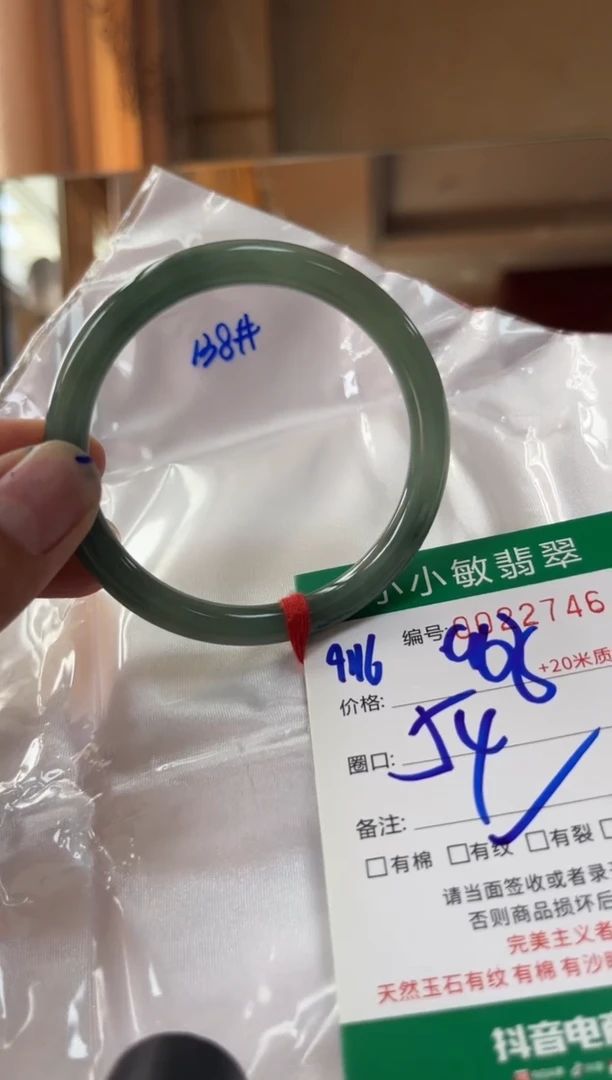 138#
小小敏翡翠
编号: 0022746
916 968
+20米质
价格:
圈口: 54
备注:
□有棉 □有纹 □有裂
请当面签收或者录
否则商品损坏后
完美主义者
天然玉石有纹 有棉 有沙
抖音电